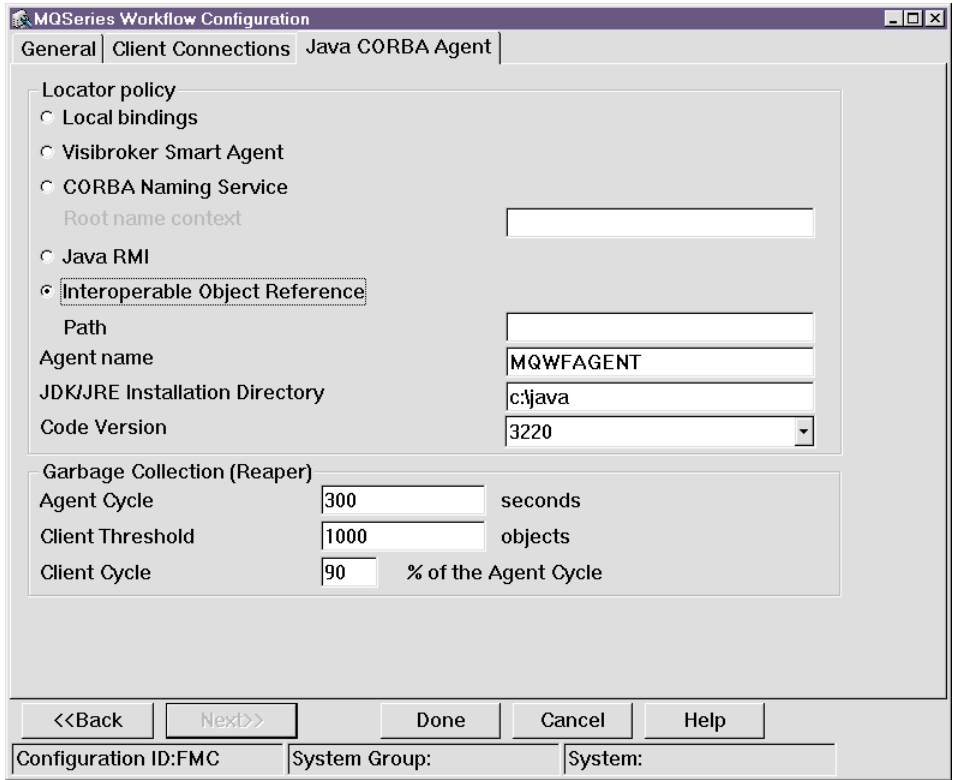 MQSeries Workflow Configuration
General Client Connections Java CORBA Agent
Locator policy
Local bindings
Visibroker Smart Agent
CORBA Naming Service
Root name context
Java RMI
Interoperable Object Reference
Path
Agent name MQWFAGENT
JDK/JRE Installation Directory c:\java
Code Version 3220
Garbage Collection (Reaper)
Agent Cycle 300 seconds
Client Threshold 1000 objects
Client Cycle 90 % of the Agent Cycle
<<Back Next>> Done Cancel Help
Configuration ID:FMC System Group: System: